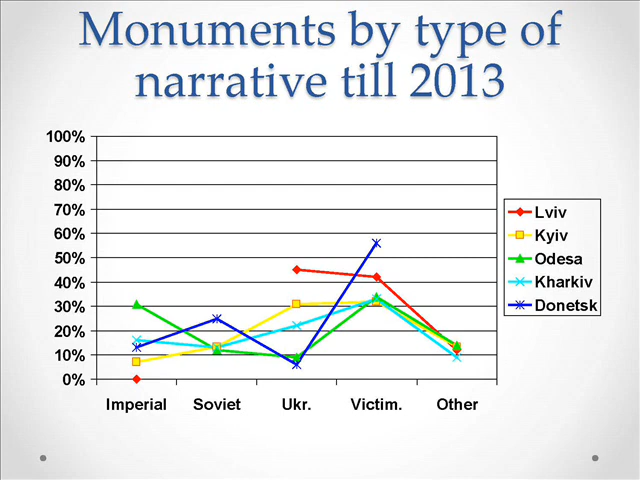 Monuments by type of
narrative till 2013
100%
90%
80%
70%
60%
50%
40%
30%
20%
10%
0%
Imperial Soviet Ukr. Victim. Other
Lviv
Kyiv
Odesa
Kharkiv
Donetsk